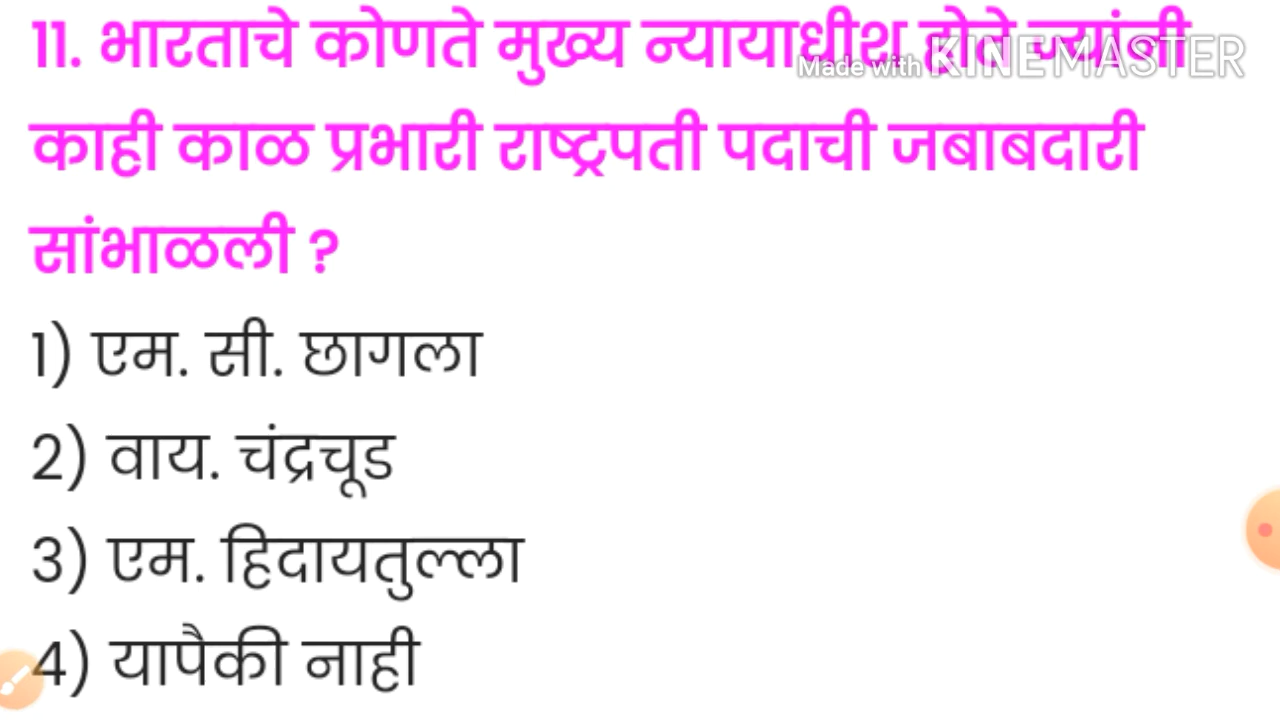 11. भारताचे कोणते मुख्य न्यायाधीश होते ज्यांनी
Made with KINEMASTER
काही काळ प्रभारी राष्ट्रपती पदाची जबाबदारी
सांभाळली ?
1) एम. सी. छागला
2) वाय. चंद्रचूड
3) एम. हिदायतुल्ला
4) यापैकी नाही